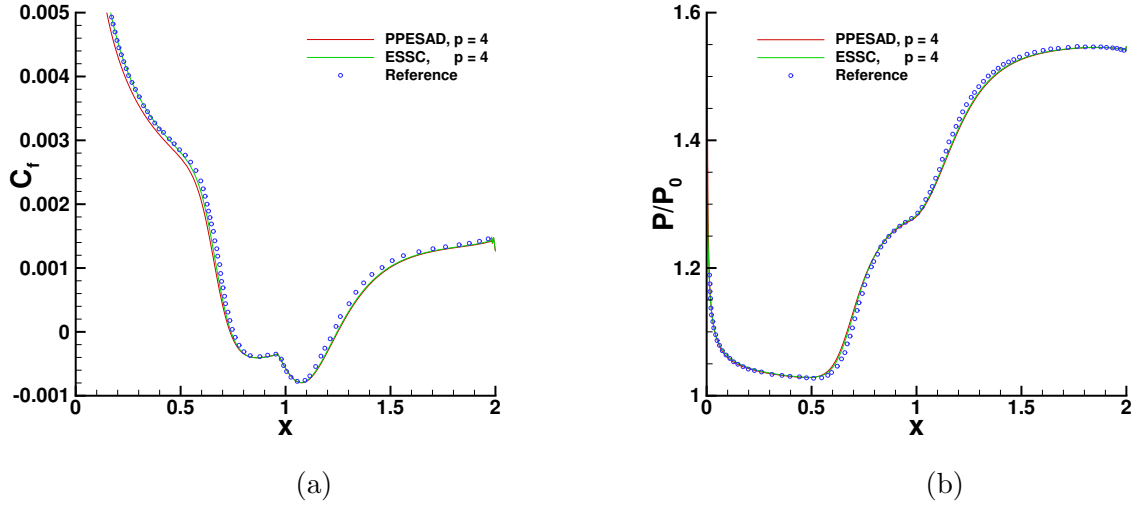 0.005
0.004
0.003
0.002
0.001
0
-0.001
C_f
0 0.5 1 1.5 2
x
PPESAD, p = 4
ESSC, p = 4
Reference
(a)
1.6
1.4
1.2
1
P/P_0
0 0.5 1 1.5 2
x
PPESAD, p = 4
ESSC, p = 4
Reference
(b)